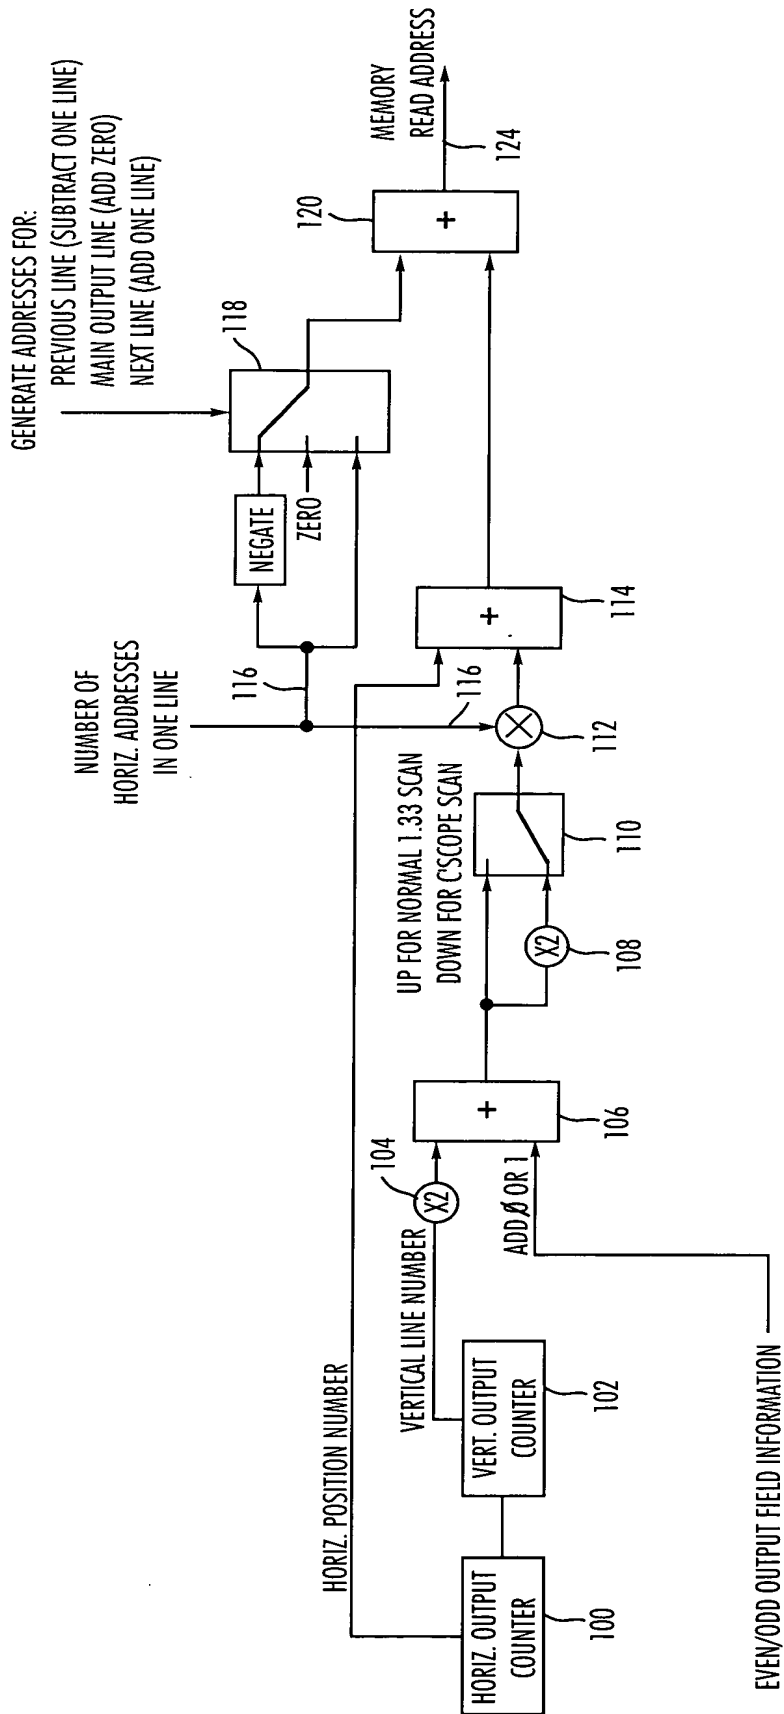 GENERATE ADDRESSES FOR:
PREVIOUS LINE (SUBTRACT ONE LINE)
MAIN OUTPUT LINE (ADD ZERO)
NEXT LINE (ADD ONE LINE)
MEMORY
READ ADDRESS
124
120
+
118
NEGATE
ZERO
NUMBER OF
HORIZ. ADDRESSES
IN ONE LINE
116
116
+
114
112
UP FOR NORMAL 1.33 SCAN
DOWN FOR C'SCOPE SCAN
110
X2
108
+
106
104
X2
ADD Ø OR 1
VERTICAL LINE NUMBER
HORIZ. POSITION NUMBER
VERT. OUTPUT
COUNTER
102
HORIZ. OUTPUT
COUNTER
100
EVEN/ODD OUTPUT FIELD INFORMATION